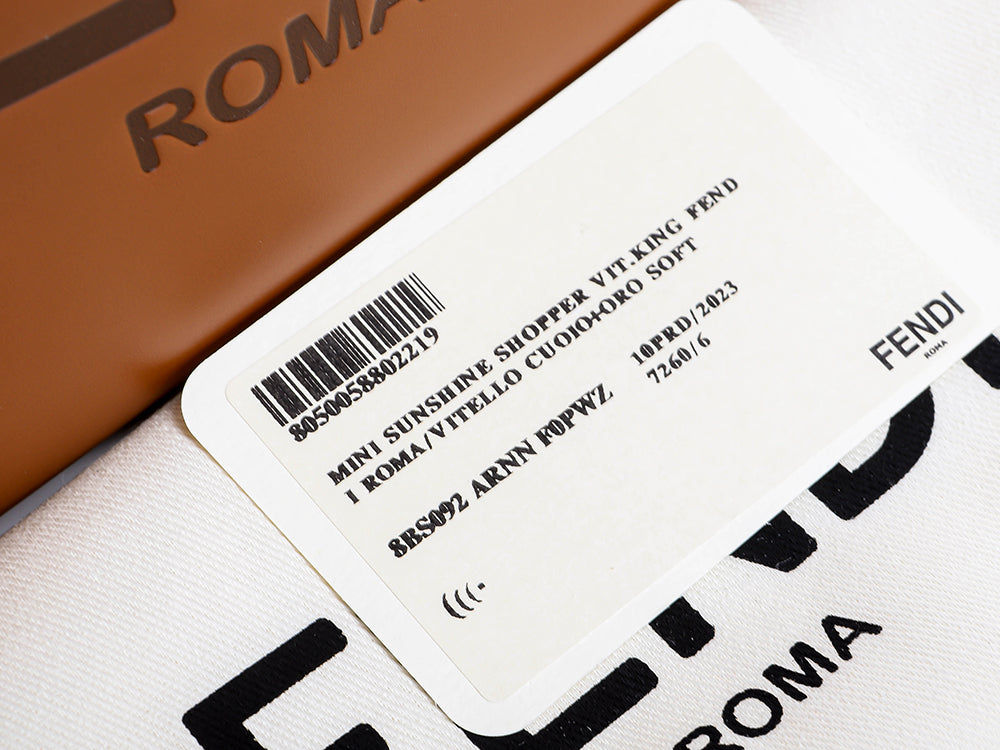 ROMA
8050058802219
MINI SUNSHINE SHOPPER VIT.KING FEND
I ROMA/VITELLO CUOIO+ORO SOFT
10PRD/2023
7260/6
8BS092 ARNN F0PWZ
FENDI
ROMA
FENDI
ROMA